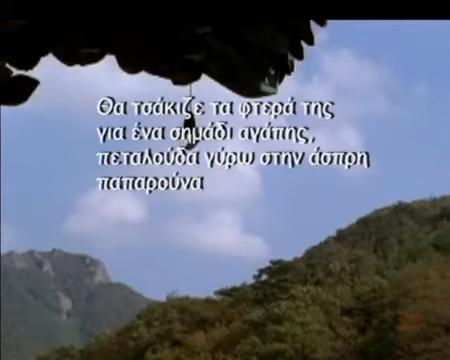 Θα τσάκιζε τα φτερά της
για ένα σημάδι αγάπης,
πεταλούδα γύρω στην άσπρη
παπαρούνα